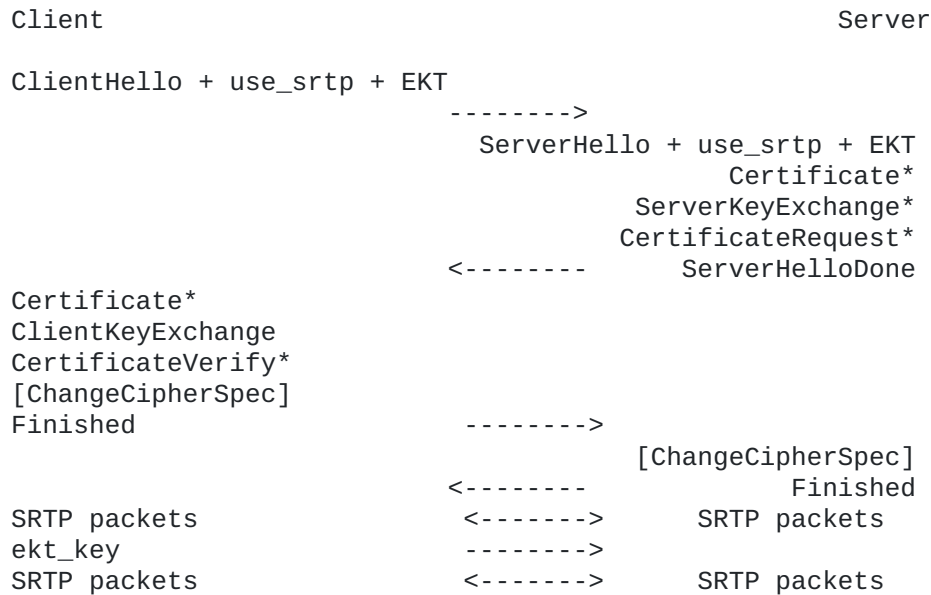 Client                                               Server

ClientHello + use_srtp + EKT
                             -------->
                               ServerHello + use_srtp + EKT
                                               Certificate*
                                         ServerKeyExchange*
                                        CertificateRequest*
                             <--------      ServerHelloDone
Certificate*
ClientKeyExchange
CertificateVerify*
[ChangeCipherSpec]
Finished                      -------->
                                         [ChangeCipherSpec]
                             <--------             Finished
SRTP packets                  <------->      SRTP packets
ekt_key                       -------->
SRTP packets                  <------->      SRTP packets